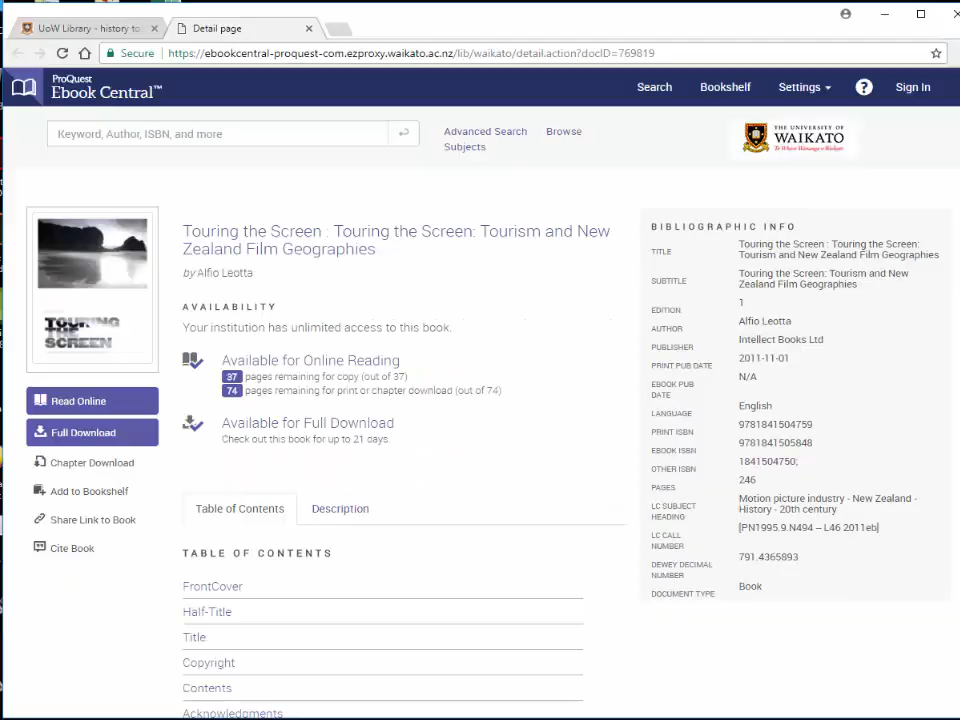 UoW Library - history to
Detail page
Secure
https://ebookcentral-proquest-com.ezproxy.waikato.ac.nz/lib/waikato/detail.action?docID=769819
ProQuest
Ebook Central™
Search
Bookshelf
Settings
?
Sign In
Keyword, Author, ISBN, and more
Advanced Search
Browse
Subjects
THE UNIVERSITY OF
WAIKATO
Te Whare Wānanga o Waikato
TOURING
THE
SCREEN
Touring the Screen : Touring the Screen: Tourism and New
Zealand Film Geographies
by Alfio Leotta
AVAILABILITY
Your institution has unlimited access to this book.
Available for Online Reading
37 pages remaining for copy (out of 37)
74 pages remaining for print or chapter download (out of 74)
Available for Full Download
Check out this book for up to 21 days
Read Online
Full Download
Chapter Download
Add to Bookshelf
Share Link to Book
Cite Book
Table of Contents
Description
TABLE OF CONTENTS
FrontCover
Half-Title
Title
Copyright
Contents
Acknowledgments
BIBLIOGRAPHIC INFO
TITLE
Touring the Screen : Touring the Screen:
Tourism and New Zealand Film Geographies
SUBTITLE
Touring the Screen: Tourism and New
Zealand Film Geographies
EDITION
1
AUTHOR
Alfio Leotta
PUBLISHER
Intellect Books Ltd
PRINT PUB DATE
2011-11-01
EBOOK PUB
DATE
N/A
LANGUAGE
English
PRINT ISBN
9781841504759
EBOOK ISBN
9781841505848
OTHER ISBN
1841504750;
PAGES
246
LC SUBJECT
HEADING
Motion picture industry - New Zealand -
History - 20th century
LC CALL
NUMBER
[PN1995.9.N494 -- L46 2011eb]
DEWEY DECIMAL
NUMBER
791.4365893
DOCUMENT TYPE
Book